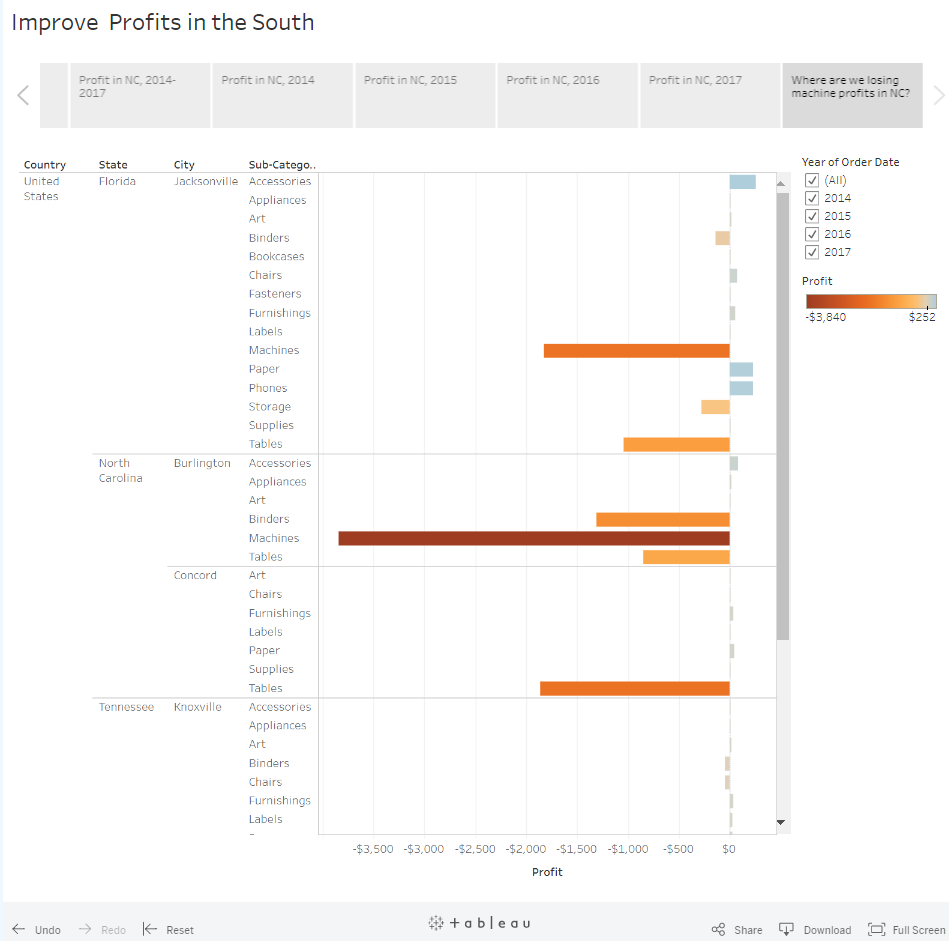 Improve Profits in the South
Profit in NC, 2014-
2017
Profit in NC, 2014
Profit in NC, 2015
Profit in NC, 2016
Profit in NC, 2017
Where are we losing
machine profits in NC?
Country State City Sub-Catego..
United
States
Florida Jacksonville Accessories
Appliances
Art
Binders
Bookcases
Chairs
Fasteners
Furnishings
Labels
Machines
Paper
Phones
Storage
Supplies
Tables
North
Carolina
Burlington Accessories
Appliances
Art
Binders
Machines
Tables
Concord Art
Chairs
Furnishings
Labels
Paper
Supplies
Tables
Tennessee Knoxville Accessories
Appliances
Art
Binders
Chairs
Furnishings
Labels
-$3,500 -$3,000 -$2,500 -$2,000 -$1,500 -$1,000 -$500 $0
Profit
Year of Order Date
(All)
2014
2015
2016
2017
Profit
-$3,840 $252
Undo Redo Reset
+ableau
Share Download Full Screen